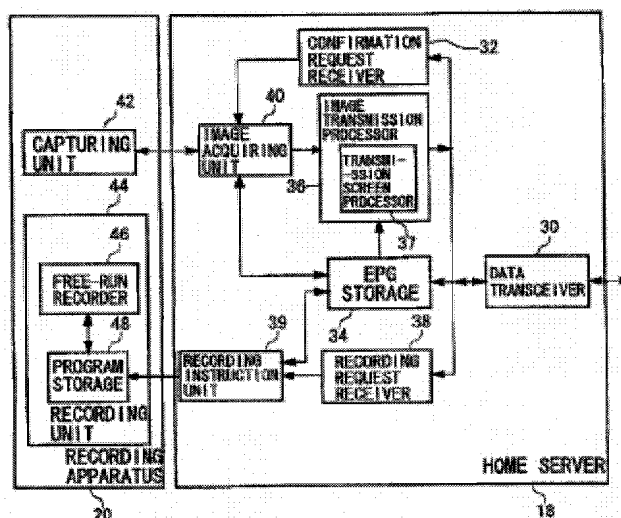 CONFIRMATION
REQUEST
RECEIVER
32
42
40
CAPTURING
UNIT
IMAGE
ACQUIRING
UNIT
IMAGE
TRANSMISSION
PROCESSOR
TRANSMI-
-SSION
SCREEN
PROCESSOR
36
37
44
46
FREE-RUN
RECORDER
48
PROGRAM
STORAGE
RECORDING
UNIT
RECORDING
APPARATUS
20
EPG
STORAGE
34
30
DATA
TRANSCEIVER
39
RECORDING
INSTRUCTION
UNIT
38
RECORDING
REQUEST
RECEIVER
HOME SERVER
18